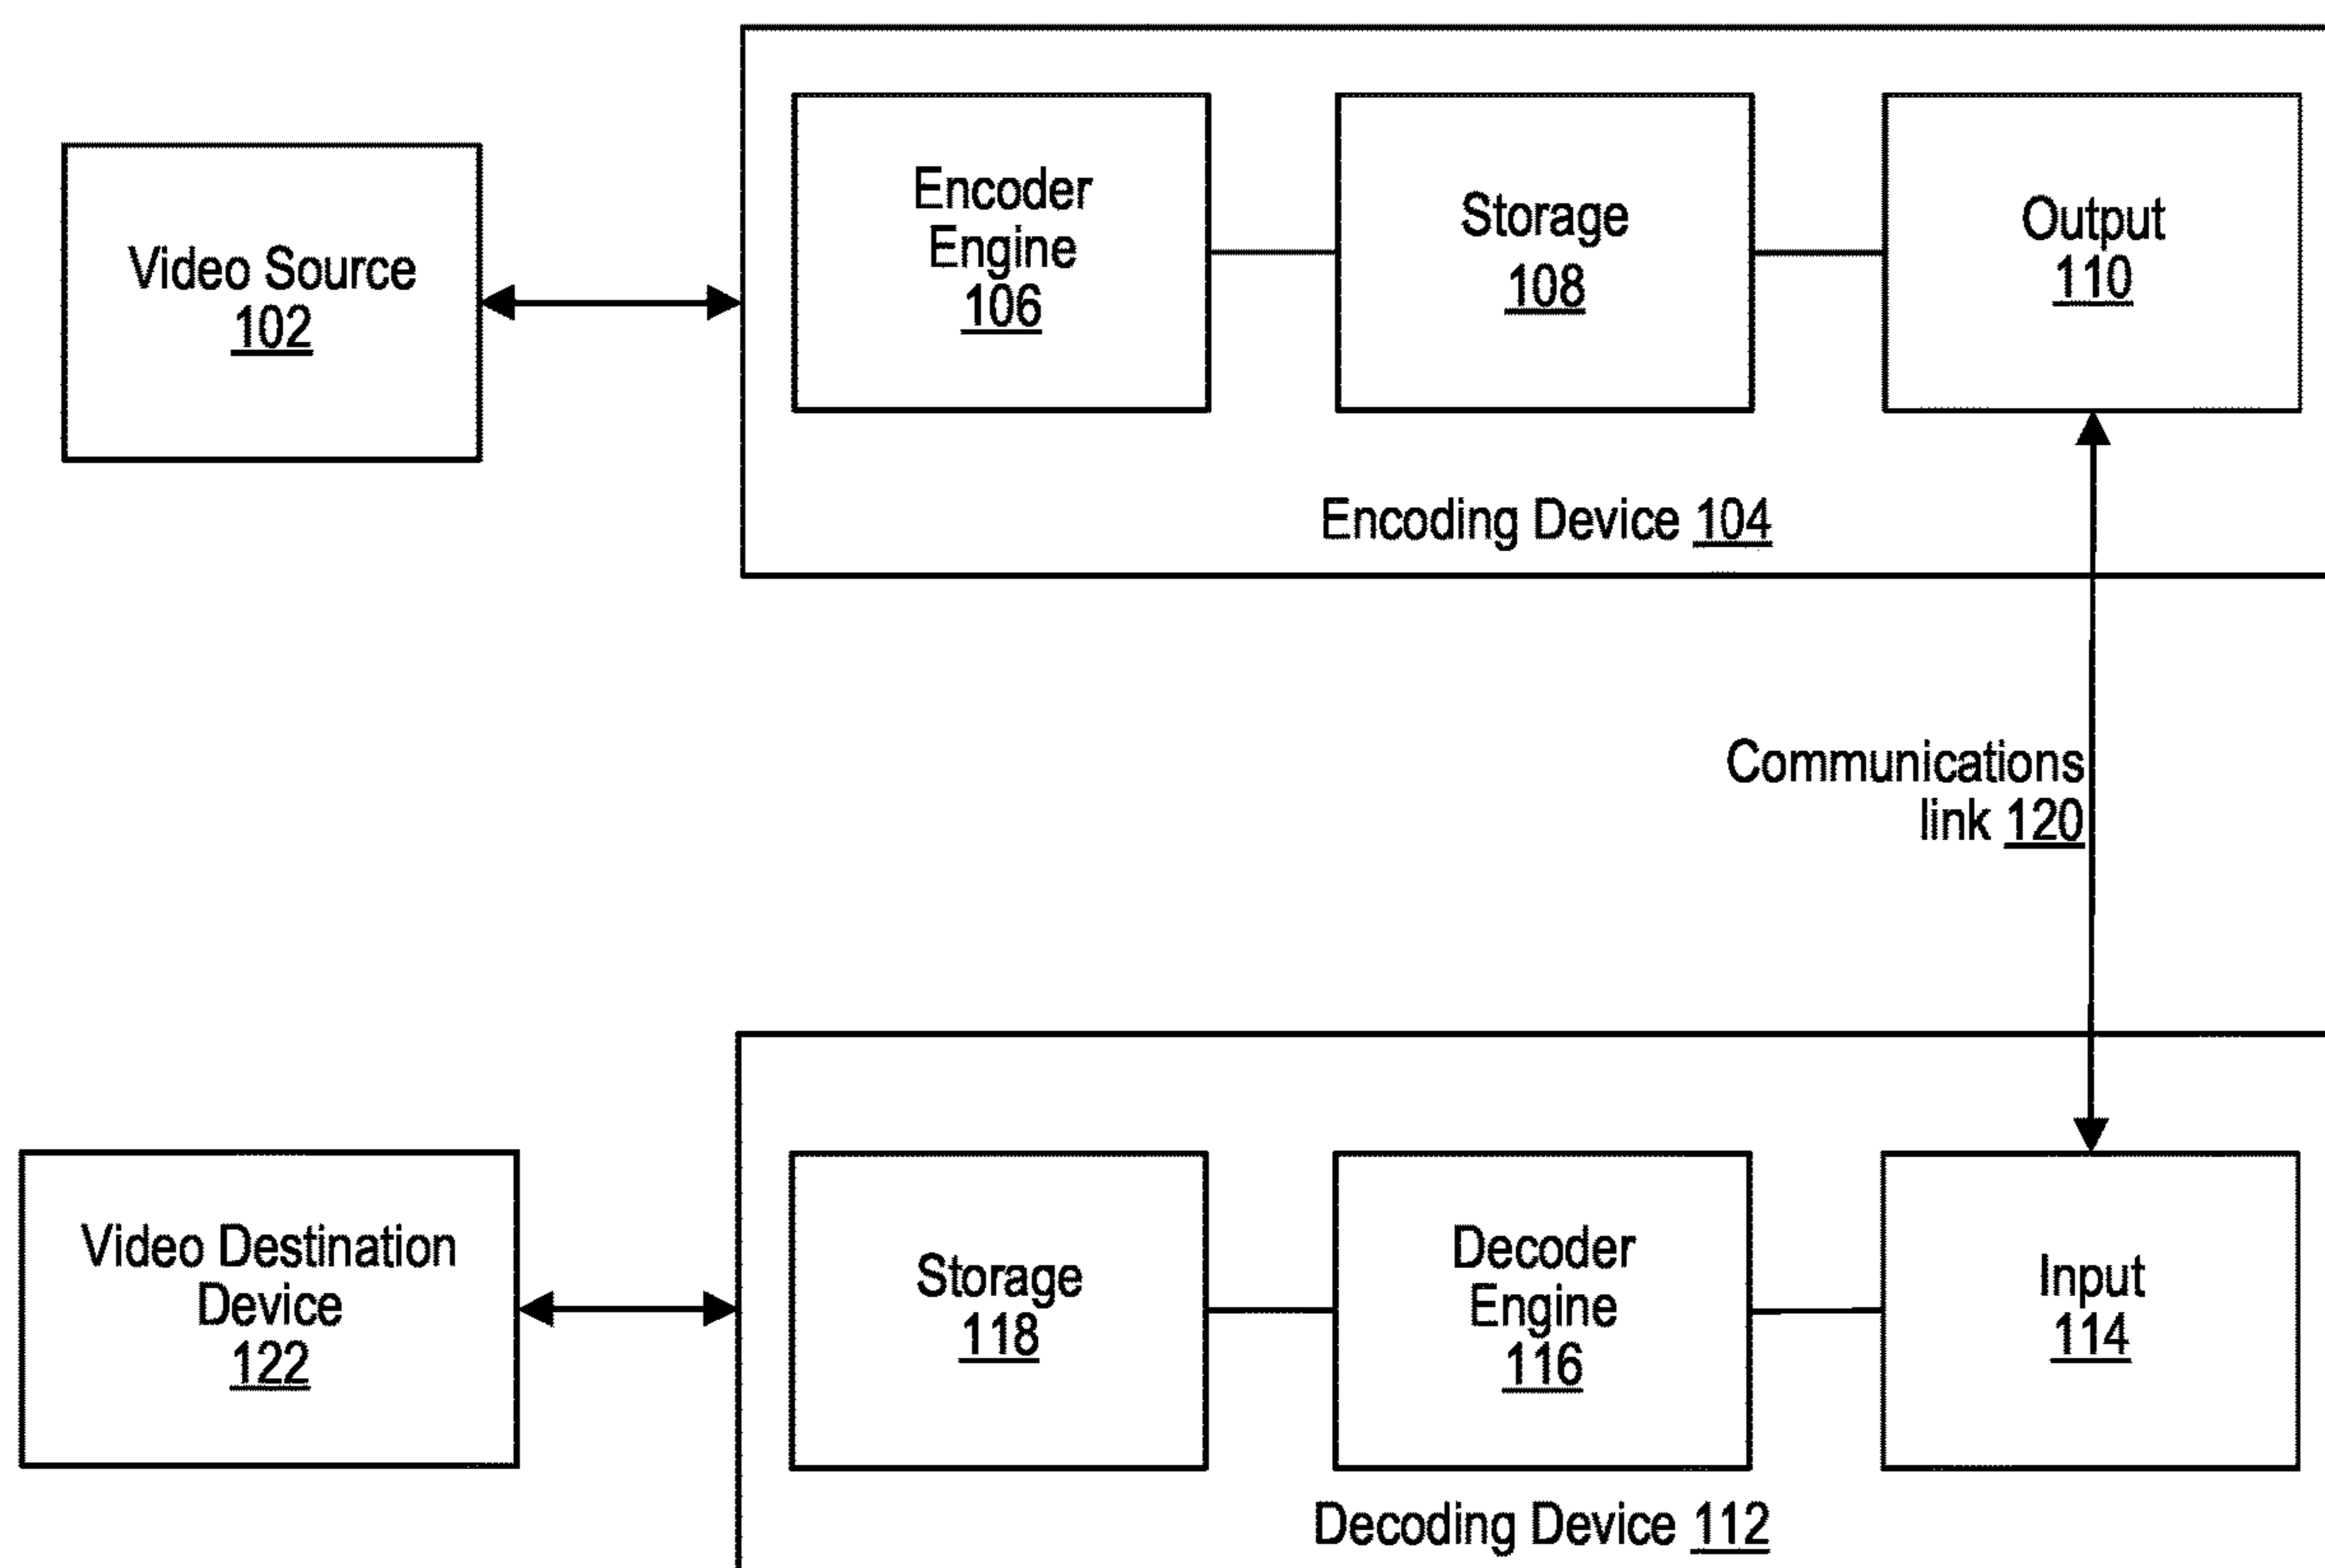 Video Source
102
Encoder
Engine
106
Storage
108
Output
110
Encoding Device 104
Communications
link 120
Video Destination
Device
122
Storage
118
Decoder
Engine
116
Input
114
Decoding Device 112